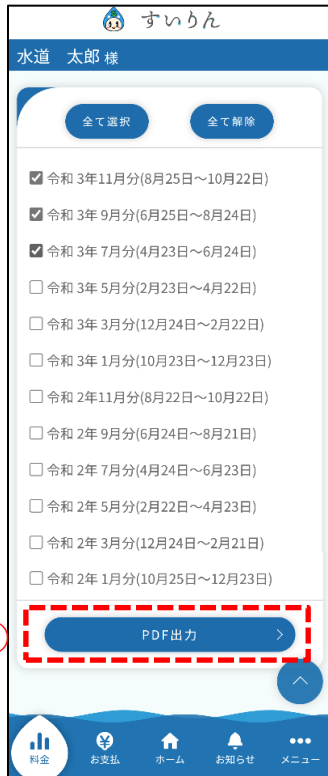 すいりん
水道　太郎 様
全て選択　全て解除
令和 3年11月分(8月25日～10月22日)
令和 3年 9月分(6月25日～8月24日)
令和 3年 7月分(4月23日～6月24日)
令和 3年 5月分(2月23日～4月22日)
令和 3年 3月分(12月24日～2月22日)
令和 3年 1月分(10月23日～12月23日)
令和 2年11月分(8月22日～10月22日)
令和 2年 9月分(6月24日～8月21日)
令和 2年 7月分(4月24日～6月23日)
令和 2年 5月分(2月22日～4月23日)
令和 2年 3月分(12月24日～2月21日)
令和 2年 1月分(10月25日～12月23日)
PDF出力
料金　お支払　ホーム　お知らせ　メニュー